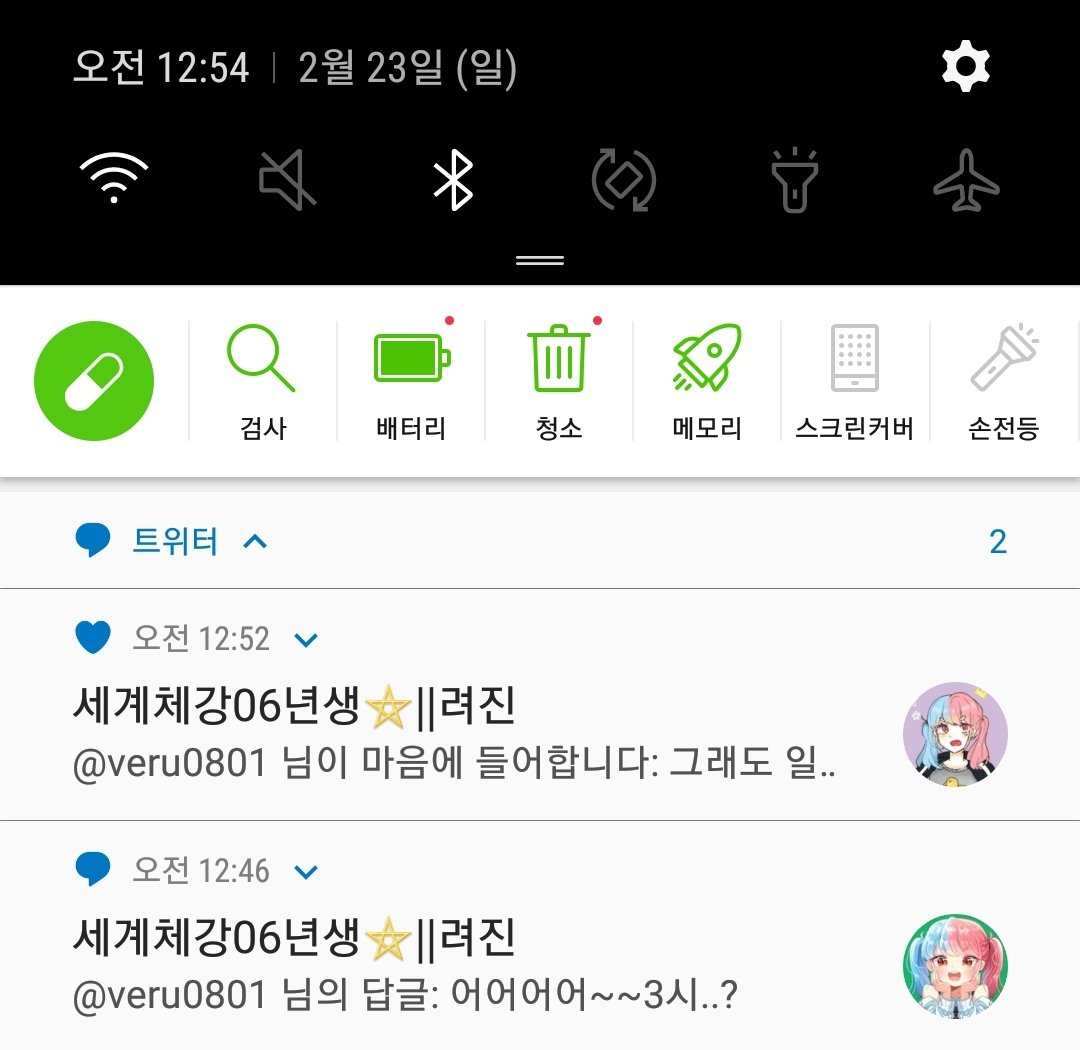 오전 12:54 | 2월 23일 (일)
검사 배터리 청소 메모리 스크린커버 손전등
트위터 2
오전 12:52
세계체강06년생⭐||려진
@veru0801 님이 마음에 들어합니다: 그래도 일..
오전 12:46
세계체강06년생⭐||려진
@veru0801 님의 답글: 어어어어~~3시..?